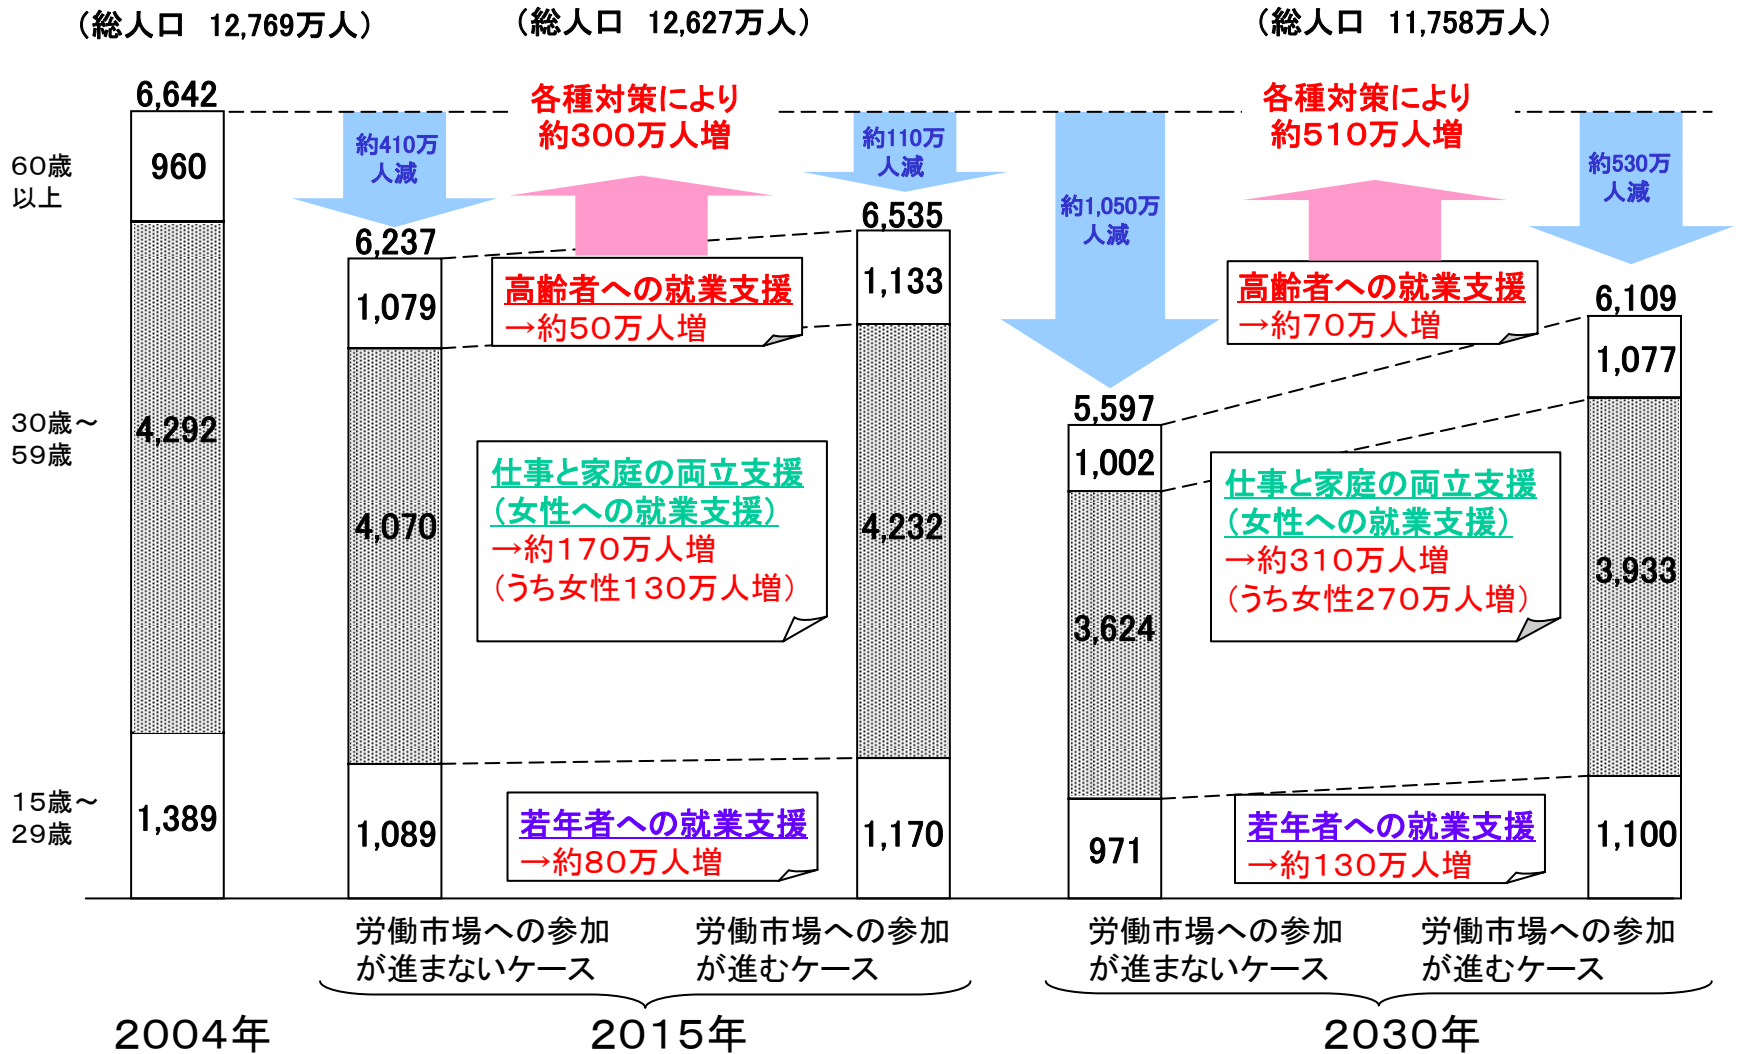 （総人口　12,769万人）
（総人口　12,627万人）
（総人口　11,758万人）
6,642
960
4,292
1,389
60歳
以上
30歳～
59歳
15歳～
29歳
約410万
人減
6,237
1,079
4,070
1,089
各種対策により
約300万人増
高齢者への就業支援
→約50万人増
仕事と家庭の両立支援
（女性への就業支援）
→約170万人増
（うち女性130万人増）
若年者への就業支援
→約80万人増
約110万
人減
6,535
1,133
4,232
1,170
約1,050万
人減
5,597
1,002
3,624
971
各種対策により
約510万人増
高齢者への就業支援
→約70万人増
仕事と家庭の両立支援
（女性への就業支援）
→約310万人増
（うち女性270万人増）
若年者への就業支援
→約130万人増
約530万
人減
6,109
1,077
3,933
1,100
労働市場への参加
が進まないケース
労働市場への参加
が進むケース
労働市場への参加
が進まないケース
労働市場への参加
が進むケース
2004年
2015年
2030年